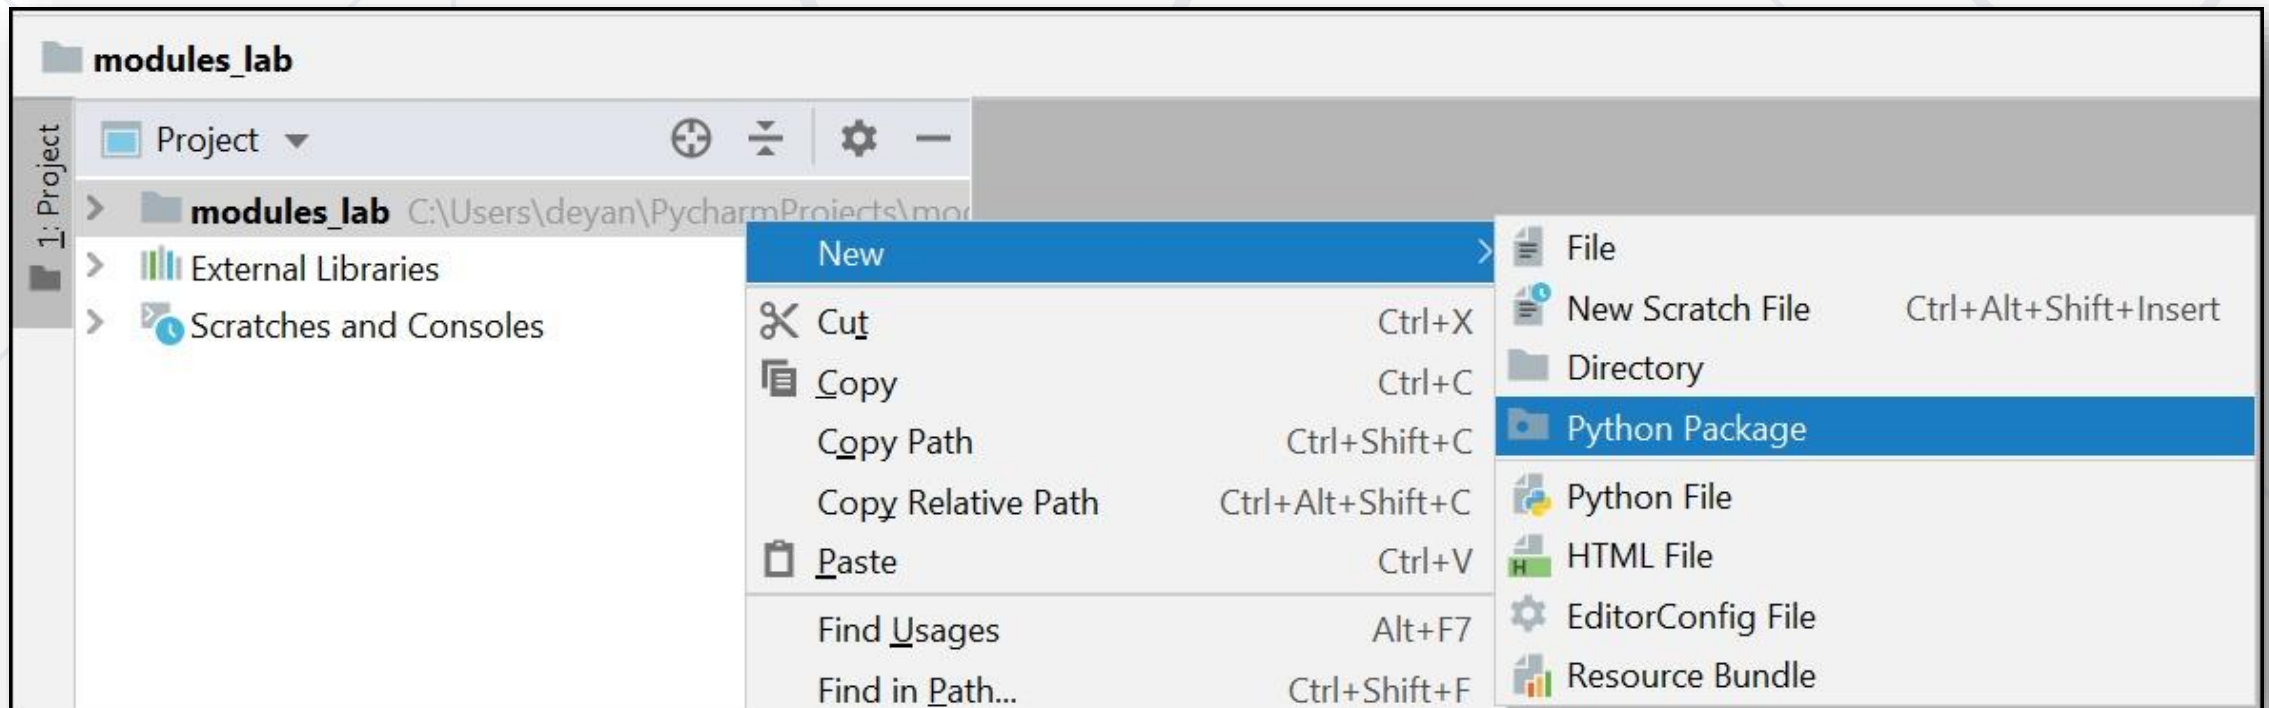 modules_lab
1: Project
Project
modules_lab C:\Users\deyan\PycharmProjects\mod
External Libraries
Scratches and Consoles
New
Cut Ctrl+X
Copy Ctrl+C
Copy Path Ctrl+Shift+C
Copy Relative Path Ctrl+Alt+Shift+C
Paste Ctrl+V
Find Usages Alt+F7
Find in Path... Ctrl+Shift+F
File
New Scratch File Ctrl+Alt+Shift+Insert
Directory
Python Package
Python File
HTML File
EditorConfig File
Resource Bundle